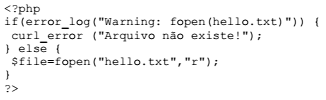 <?php
if(error_log("Warning: fopen(hello.txt)")) {
 curl_error ("Arquivo não existe!");
} else {
 $file=fopen("hello.txt","r");
}
?>